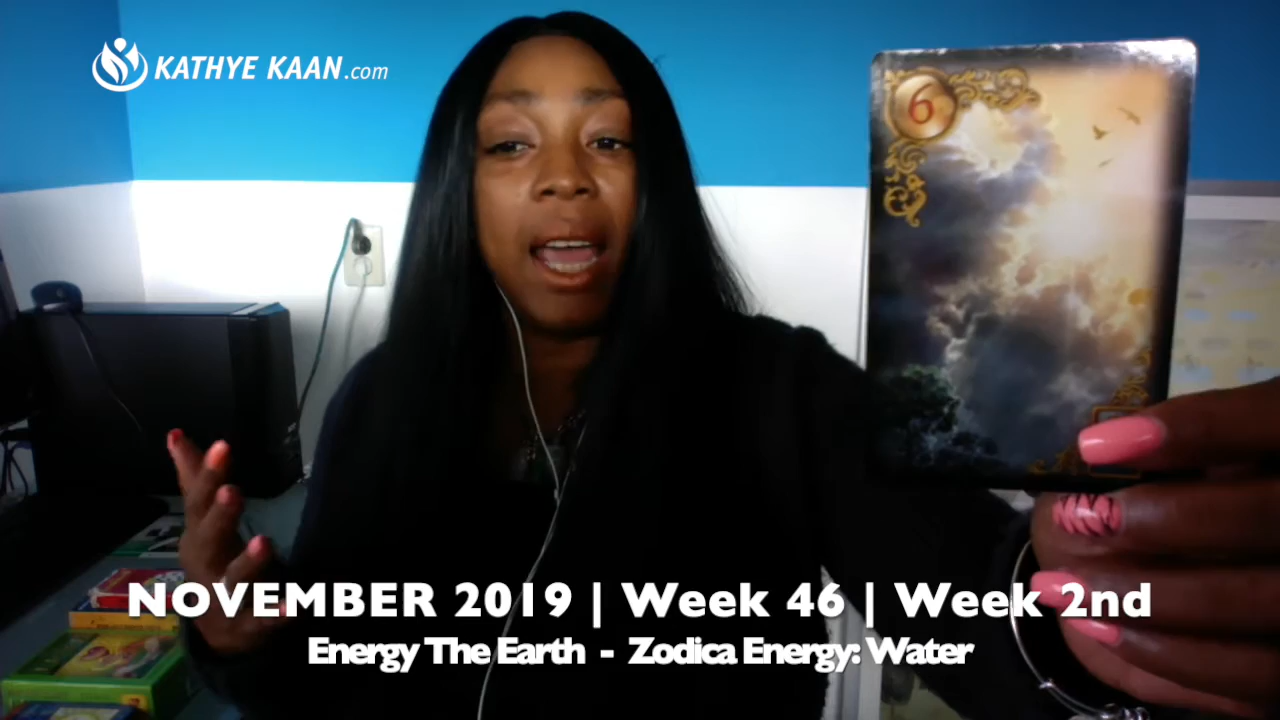 KATHYE KAAN.com
6
NOVEMBER 2019 | Week 46 | Week 2nd
Energy The Earth - Zodica Energy: Water